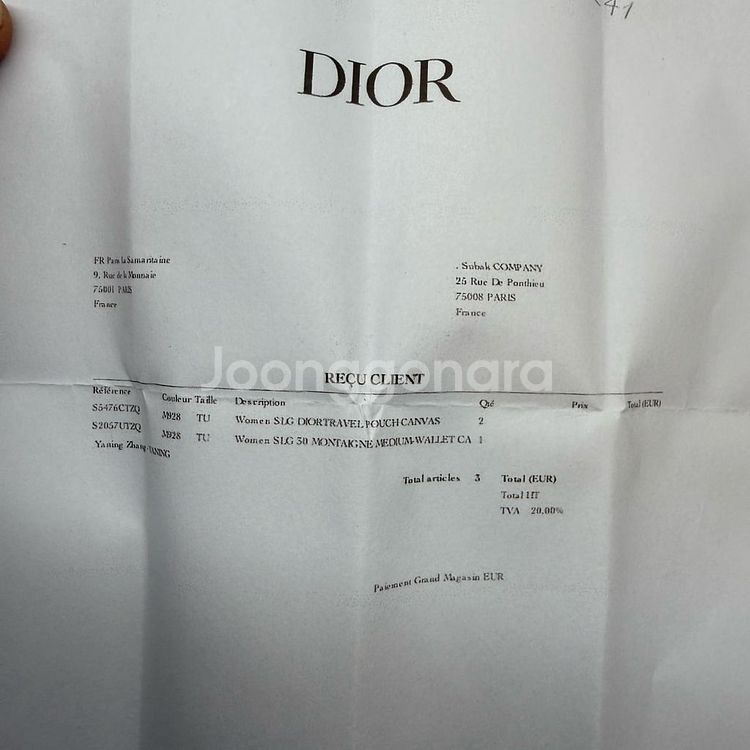 41
DIOR
FR Paris la Samaritaine
9, Rue de la Monnaie
75001 PARIS
France
. Subak COMPANY
25 Rue De Ponthieu
75008 PARIS
France
Joonggonara
REÇU CLIENT
Référence Couleur Taille Description Qté Prix Total (EUR)
S5476CTZQ M928 TU Women SLG DIORTRAVEL POUCH CANVAS 2
S2057UTZQ M928 TU Women SLG 30 MONTAIGNE MEDIUM-WALLET CA 1
Yaning Zhang - YANING
Total articles 3 Total (EUR)
Total HT
TVA 20.00%
Paiement Grand Magasin EUR